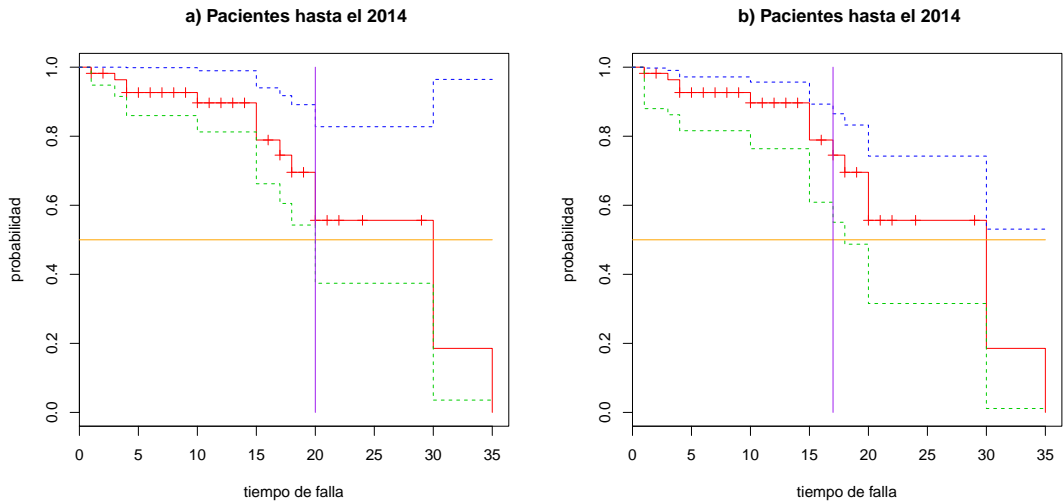 a) Pacientes hasta el 2014
probabilidad
1.0
0.8
0.6
0.4
0.2
0.0
0 5 10 15 20 25 30 35
tiempo de falla
b) Pacientes hasta el 2014
probabilidad
1.0
0.8
0.6
0.4
0.2
0.0
0 5 10 15 20 25 30 35
tiempo de falla